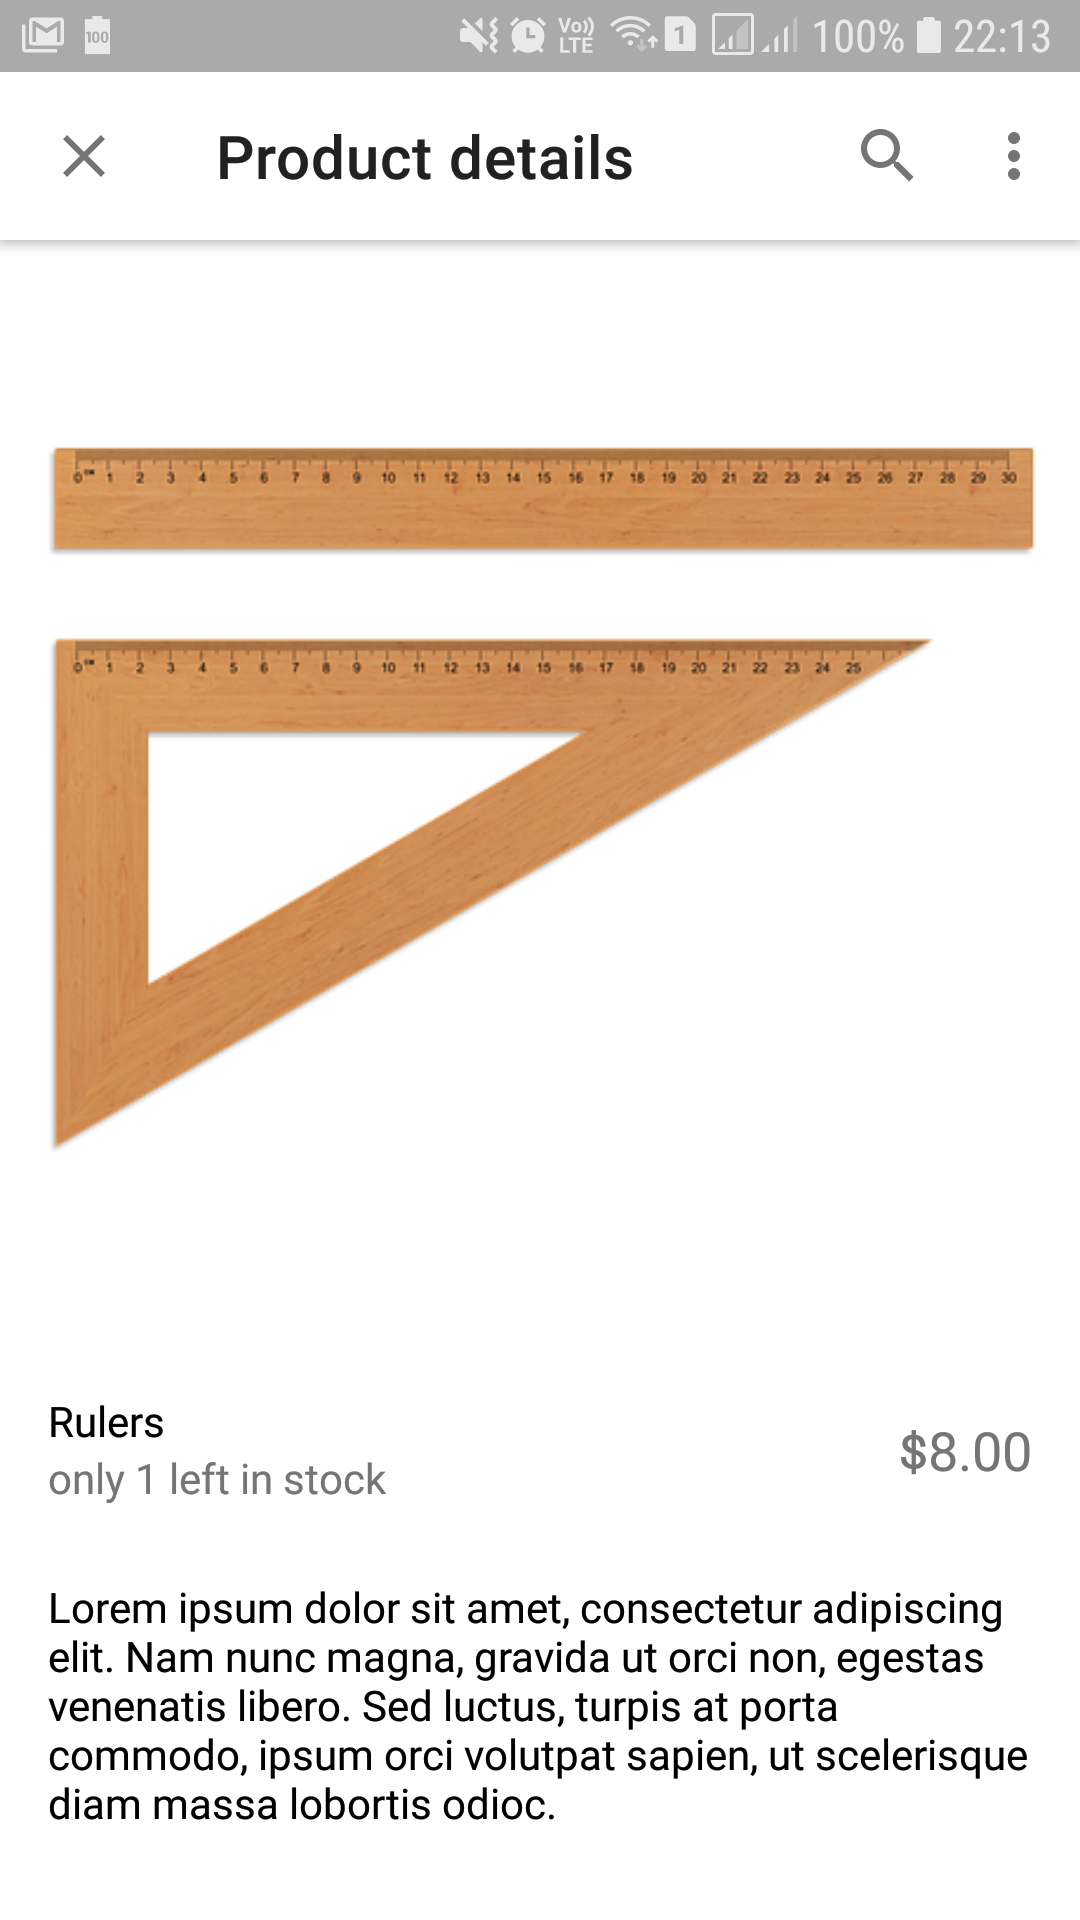 100 Vo)) LTE 1 100% 22:13
Product details
0 cm 1 2 3 4 5 6 7 8 9 10 11 12 13 14 15 16 17 18 19 20 21 22 23 24 25 26 27 28 29 30
0 cm 1 2 3 4 5 6 7 8 9 10 11 12 13 14 15 16 17 18 19 20 21 22 23 24 25
Rulers
$8.00
only 1 left in stock
Lorem ipsum dolor sit amet, consectetur adipiscing
elit. Nam nunc magna, gravida ut orci non, egestas
venenatis libero. Sed luctus, turpis at porta
commodo, ipsum orci volutpat sapien, ut scelerisque
diam massa lobortis odioc.